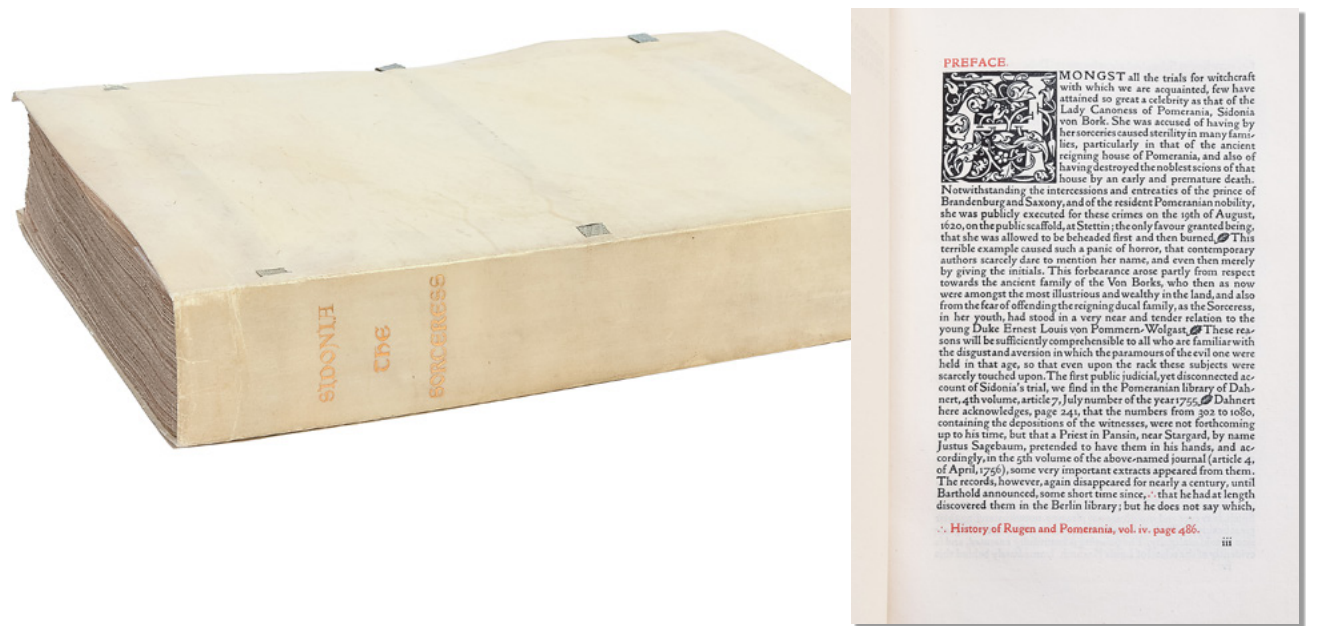 SIDONIA
THE
SORCERESS
PREFACE.
AMONGST all the trials for witchcraft
with which we are acquainted, few have
attained so great a celebrity as that of the
Lady Canoness of Pomerania, Sidonia
von Bork. She was accused of having by
her sorceries caused sterility in many fami-
lies, particularly in that of the ancient
reigning house of Pomerania, and also of
having destroyed the noblest scions of that
house by an early and premature death.
Notwithstanding the intercessions and entreaties of the prince of
Brandenburg and Saxony, and of the resident Pomeranian nobility,
she was publicly executed for these crimes on the 19th of August,
1620, on the public scaffold, at Stettin; the only favour granted being,
that she was allowed to be beheaded first and then burned. This
terrible example caused such a panic of horror, that contemporary
authors scarcely dare to mention her name, and even then merely
by giving the initials. This forbearance arose partly from respect
towards the ancient family of the Von Borks, who then as now
were amongst the most illustrious and wealthy in the land, and also
from the fear of offending the reigning ducal family, as the Sorceress,
in her youth, had stood in a very near and tender relation to the
young Duke Ernest Louis von Pommern-Wolgast. These rea-
sons will be sufficiently comprehensible to all who are familiar with
the disgust and aversion in which the paramours of the evil one were
held in that age, so that even upon the rack these subjects were
scarcely touched upon. The first public judicial, yet disconnected ac-
count of Sidonia's trial, we find in the Pomeranian library of Dah-
nert, 4th volume, article 7, July number of the year 1755. Dahnert
here acknowledges, page 241, that the numbers from 302 to 1080,
containing the depositions of the witnesses, were not forthcoming
up to his time, but that a Priest in Pansin, near Stargard, by name
Justus Sagebaum, pretended to have them in his hands, and ac-
cordingly, in the 5th volume of the above-named journal (article 4,
of April, 1756), some very important extracts appeared from them.
The records, however, again disappeared for nearly a century, until
Barthold announced, some short time since, ∴ that he had at length
discovered them in the Berlin library; but he does not say which,
∴ History of Rugen and Pomerania, vol. iv. page 486.
iii